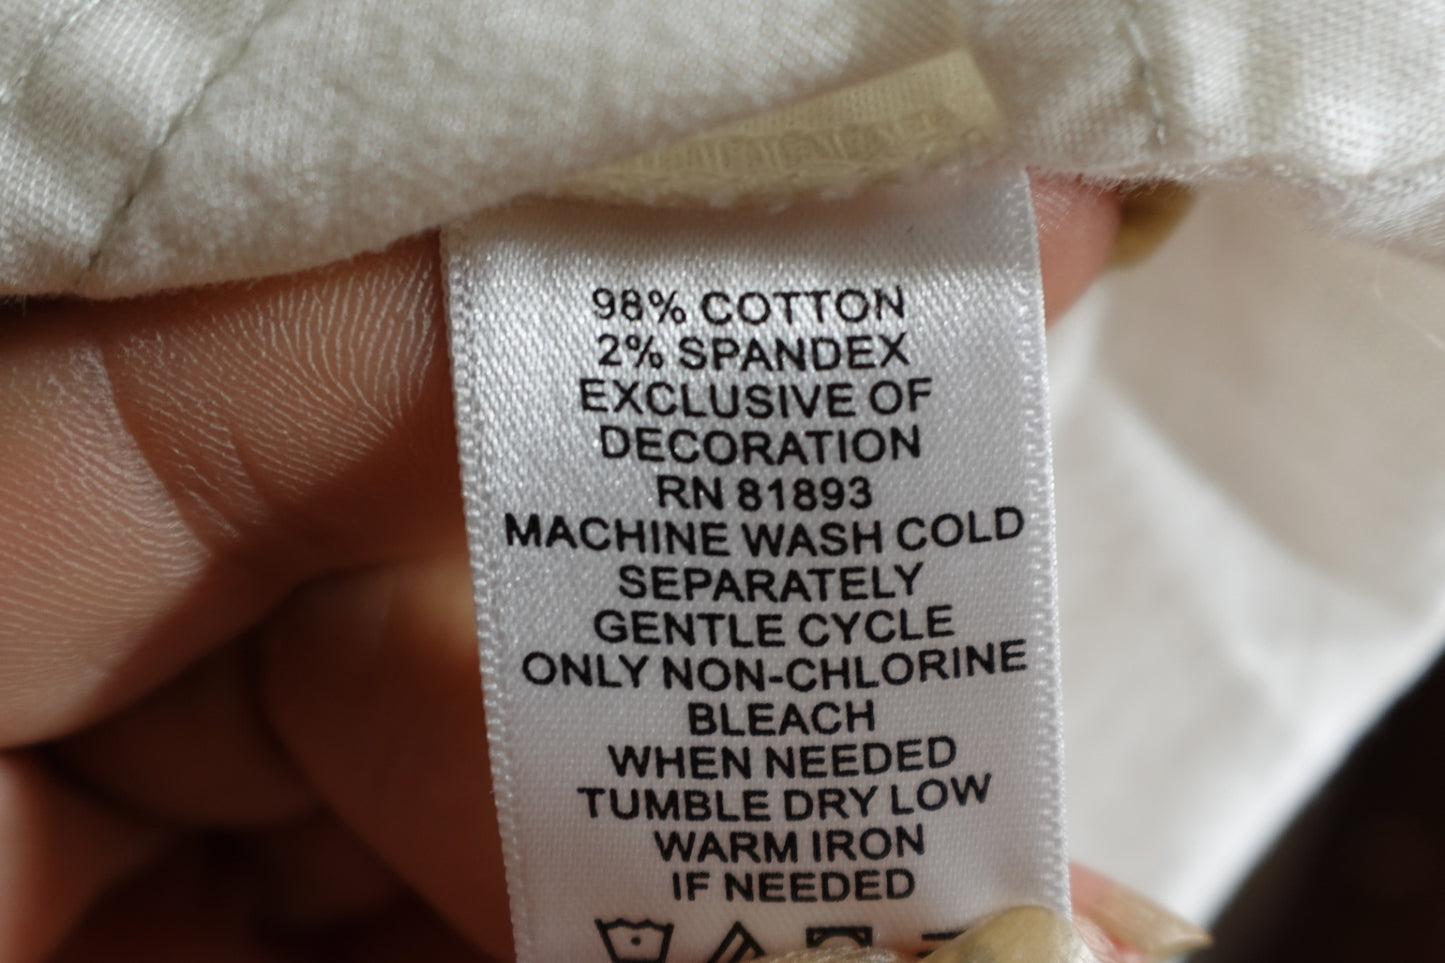 98% COTTON
2% SPANDEX
EXCLUSIVE OF
DECORATION
RN 81893
MACHINE WASH COLD
SEPARATELY
GENTLE CYCLE
ONLY NON-CHLORINE
BLEACH
WHEN NEEDED
TUMBLE DRY LOW
WARM IRON
IF NEEDED